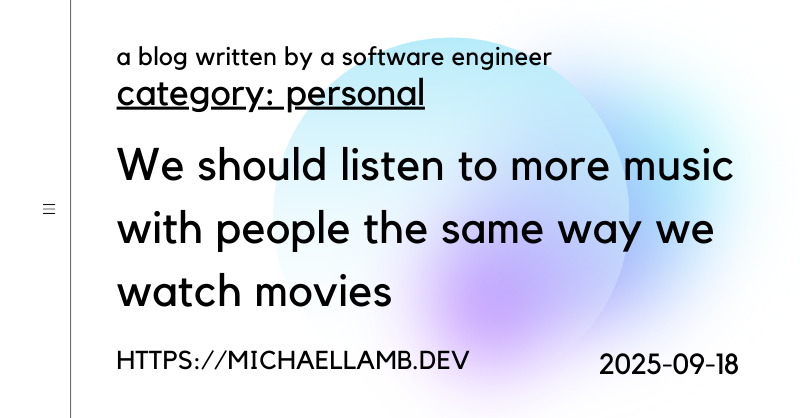 a blog written by a software engineer
category: personal
We should listen to more music
with people the same way we
watch movies
HTTPS://MICHAELLAMB.DEV
2025-09-18